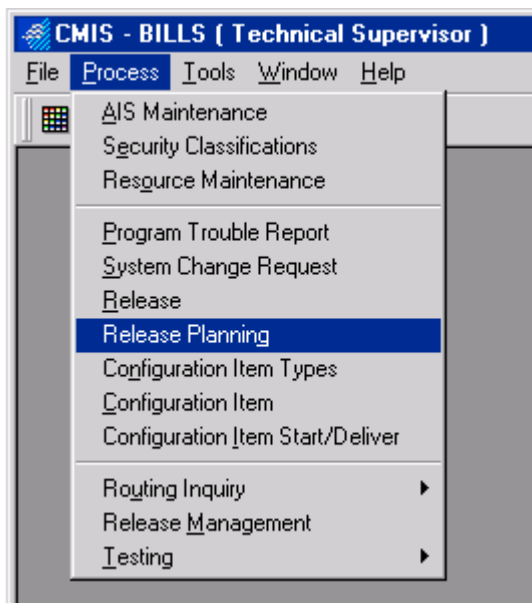 CMIS - BILLS ( Technical Supervisor )
File Process Tools Window Help
AIS Maintenance
Security Classifications
Resource Maintenance
Program Trouble Report
System Change Request
Release
Release Planning
Configuration Item Types
Configuration Item
Configuration Item Start/Deliver
Routing Inquiry
Release Management
Testing